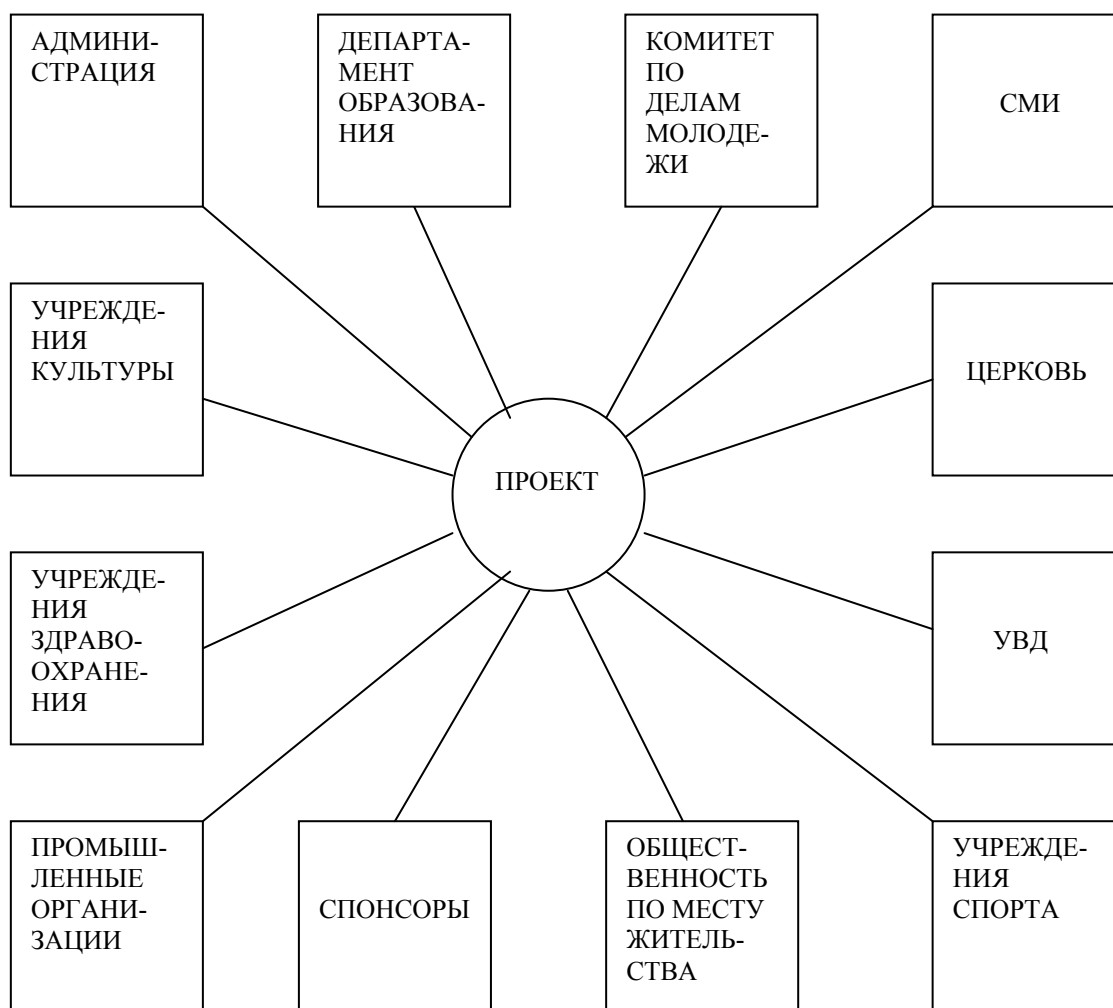 АДМИНИ-
СТРАЦИЯ
ДЕПАРТА-
МЕНТ
ОБРАЗОВА-
НИЯ
КОМИТЕТ
ПО
ДЕЛАМ
МОЛОДЕ-
ЖИ
СМИ
УЧРЕЖДЕ-
НИЯ
КУЛЬТУРЫ
ЦЕРКОВЬ
ПРОЕКТ
УЧРЕЖДЕ-
НИЯ
ЗДРАВО-
ОХРАНЕ-
НИЯ
УВД
ПРОМЫШ-
ЛЕННЫЕ
ОРГАНИ-
ЗАЦИИ
СПОНСОРЫ
ОБЩЕСТ-
ВЕННОСТЬ
ПО МЕСТУ
ЖИТЕЛЬ-
СТВА
УЧРЕЖДЕ-
НИЯ
СПОРТА